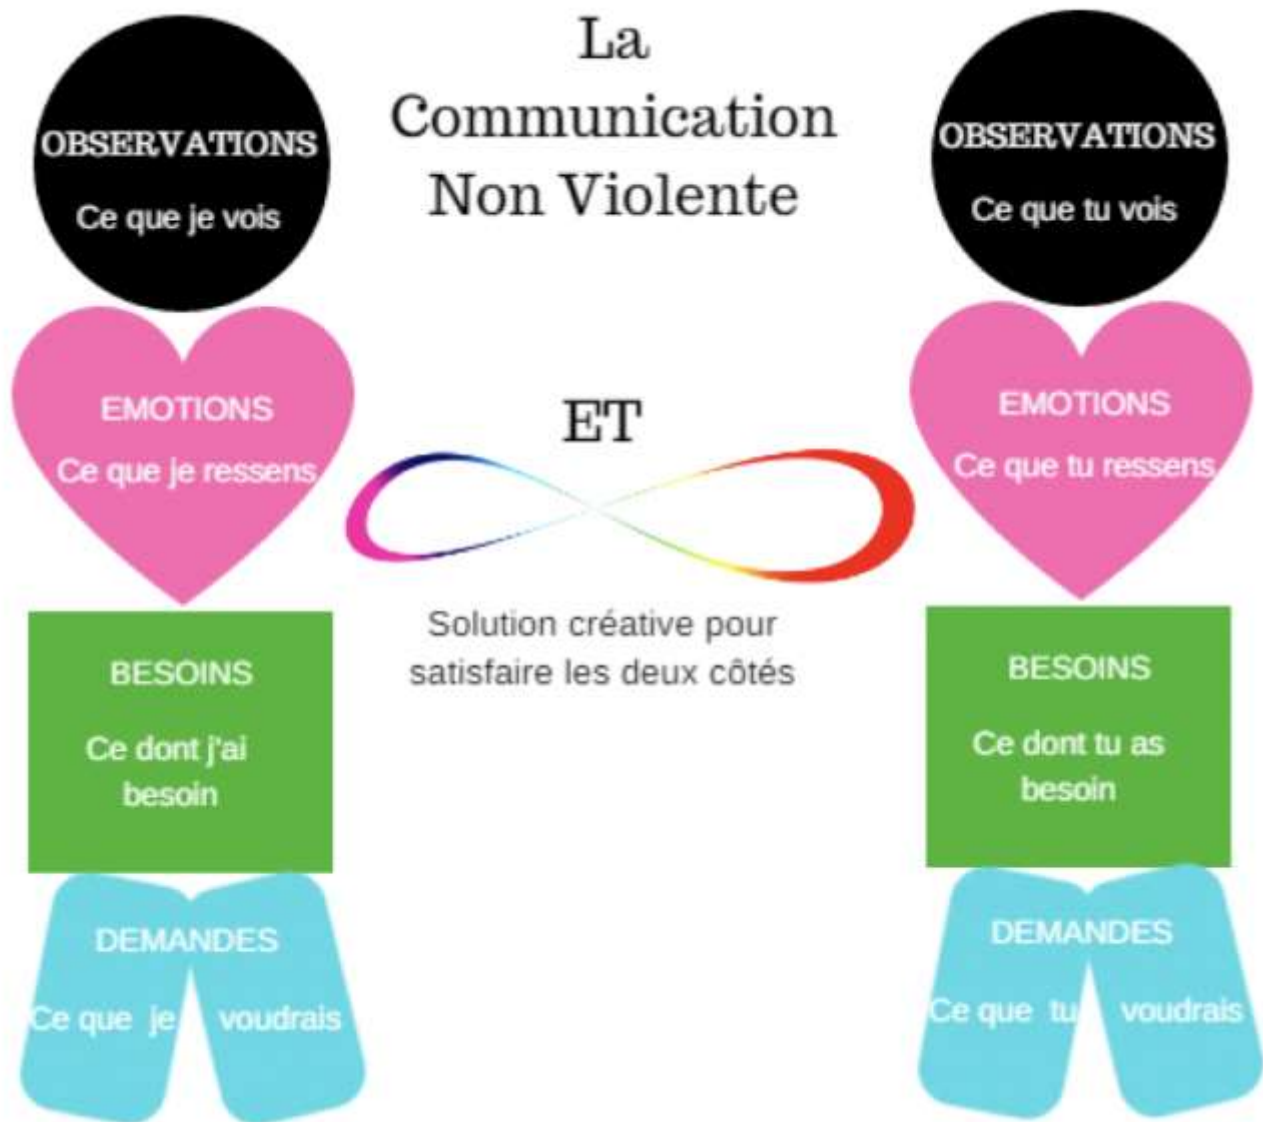 La
Communication
Non Violente
OBSERVATIONS
Ce que je vois
EMOTIONS
Ce que je ressens
BESOINS
Ce dont j'ai
besoin
DEMANDES
Ce que je voudrais
ET
Solution créative pour
satisfaire les deux côtés
OBSERVATIONS
Ce que tu vois
EMOTIONS
Ce que tu ressens
BESOINS
Ce dont tu as
besoin
DEMANDES
Ce que tu voudrais